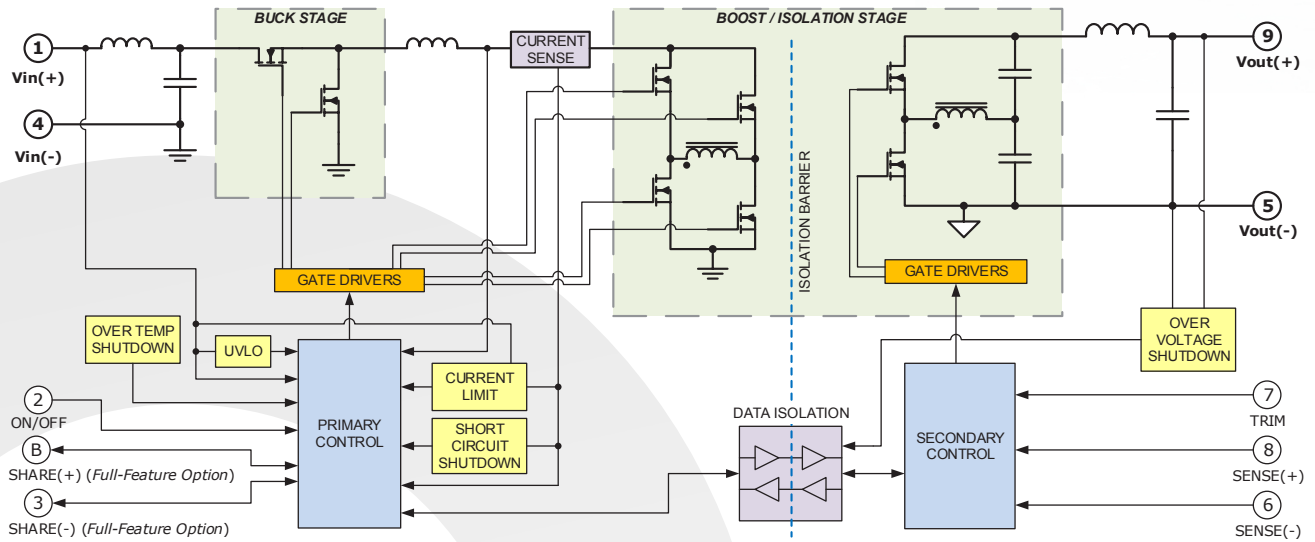 BUCK STAGE
BOOST / ISOLATION STAGE
1
Vin(+)
CURRENT
SENSE
9
Vout(+)
4
Vin(-)
ISOLATION BARRIER
5
Vout(-)
GATE DRIVERS
GATE DRIVERS
OVER TEMP
SHUTDOWN
UVLO
OVER
VOLTAGE
SHUTDOWN
CURRENT
LIMIT
2
ON/OFF
PRIMARY
CONTROL
SHORT
CIRCUIT
SHUTDOWN
DATA ISOLATION
SECONDARY
CONTROL
7
TRIM
B
SHARE(+) (Full-Feature Option)
8
SENSE(+)
3
SHARE(-) (Full-Feature Option)
6
SENSE(-)